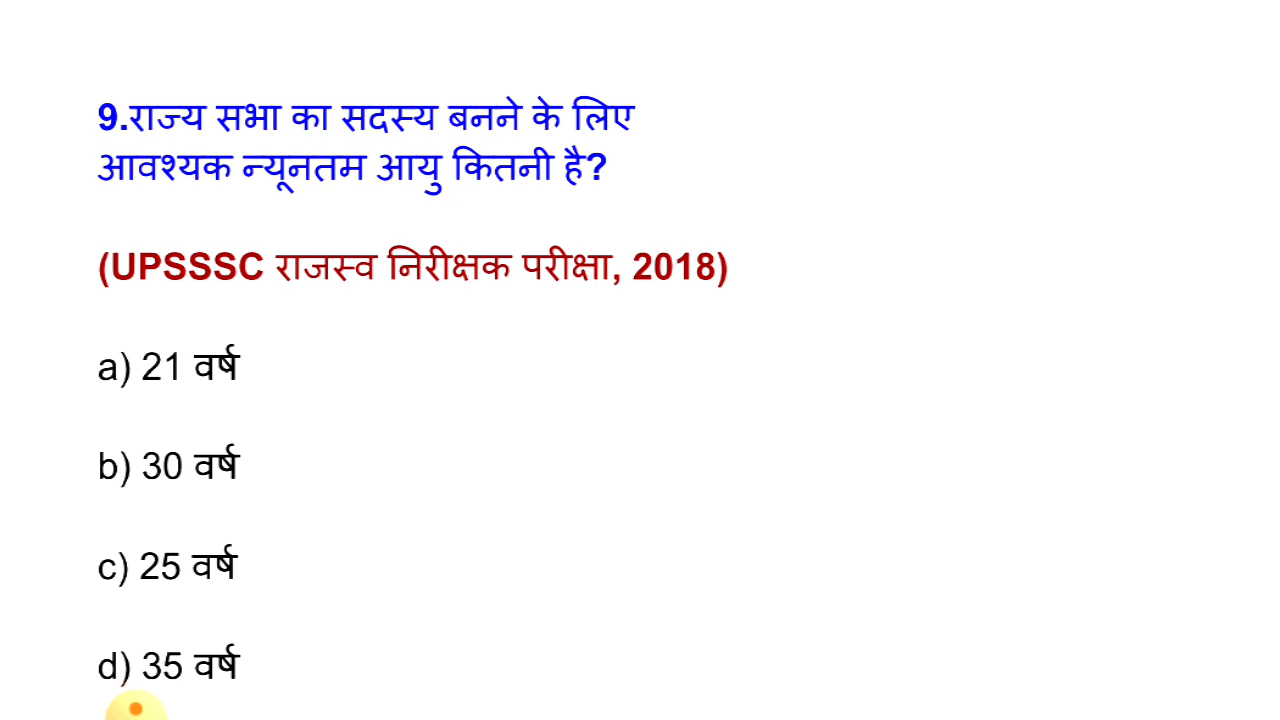 9.राज्य सभा का सदस्य बनने के लिए
आवश्यक न्यूनतम आयु कितनी है?
(UPSSSC राजस्व निरीक्षक परीक्षा, 2018)
a) 21 वर्ष
b) 30 वर्ष
c) 25 वर्ष
d) 35 वर्ष